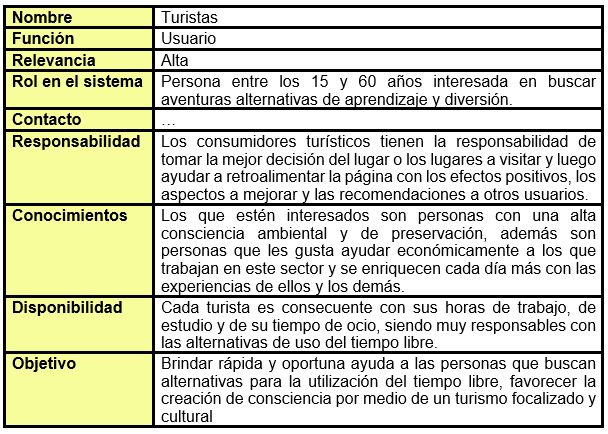 Nombre Turistas
Función Usuario
Relevancia Alta
Rol en el sistema Persona entre los 15 y 60 años interesada en buscar
aventuras alternativas de aprendizaje y diversión.
Contacto …
Responsabilidad Los consumidores turísticos tienen la responsabilidad de
tomar la mejor decisión del lugar o los lugares a visitar y luego
ayudar a retroalimentar la página con los efectos positivos, los
aspectos a mejorar y las recomendaciones a otros usuarios.
Conocimientos Los que estén interesados son personas con una alta
consciencia ambiental y de preservación, además son
personas que les gusta ayudar económicamente a los que
trabajan en este sector y se enriquecen cada día más con las
experiencias de ellos y los demás.
Disponibilidad Cada turista es consecuente con sus horas de trabajo, de
estudio y de su tiempo de ocio, siendo muy responsables con
las alternativas de uso del tiempo libre.
Objetivo Brindar rápida y oportuna ayuda a las personas que buscan
alternativas para la utilización del tiempo libre, favorecer la
creación de consciencia por medio de un turismo focalizado y
cultural